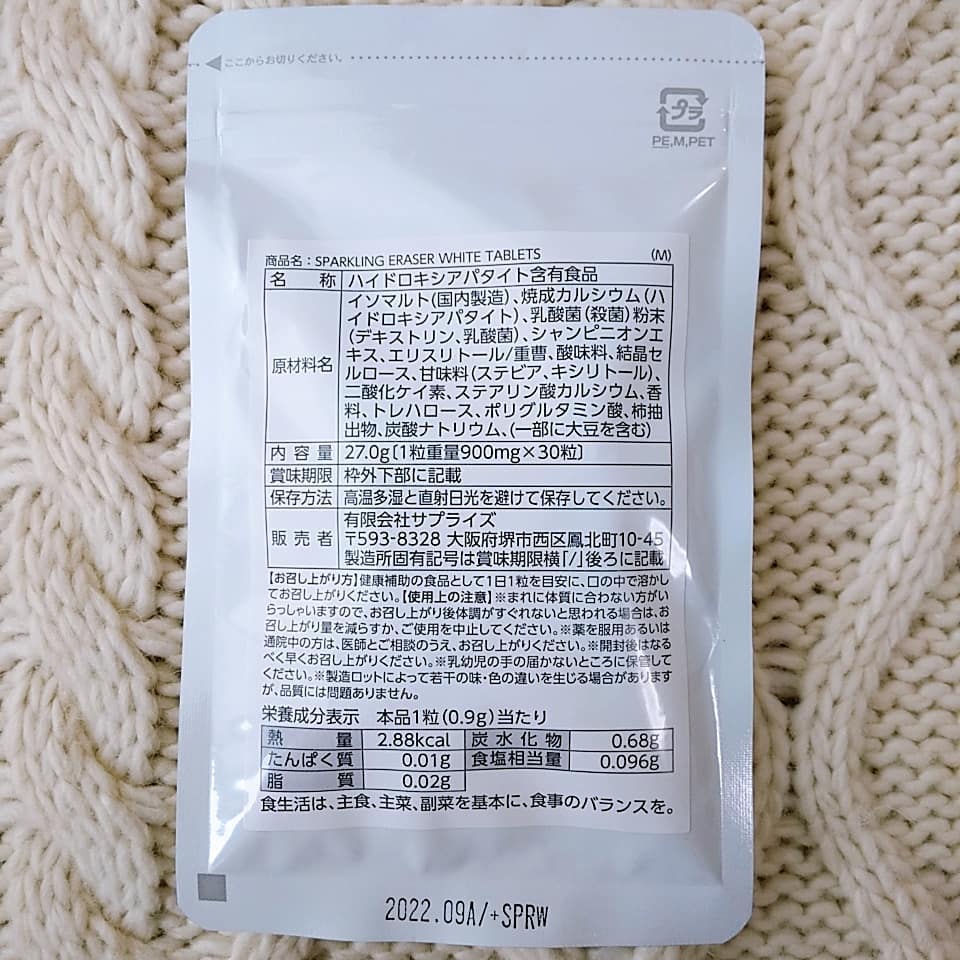 ここからお切りください。
プラ
PE,M,PET
商品名：SPARKLING ERASER WHITE TABLETS (M)
名称 ハイドロキシアパタイト含有食品
原材料名 イソマルト(国内製造)、焼成カルシウム(ハ
イドロキシアパタイト)、乳酸菌(殺菌)粉末
(デキストリン、乳酸菌)、シャンピニオンエ
キス、エリスリトール/重曹、酸味料、結晶セ
ルロース、甘味料(ステビア、キシリトール)、
二酸化ケイ素、ステアリン酸カルシウム、香
料、トレハロース、ポリグルタミン酸、柿抽
出物、炭酸ナトリウム、(一部に大豆を含む)
内容量 27.0g[1粒重量900mg×30粒]
賞味期限 枠外下部に記載
保存方法 高温多湿と直射日光を避けて保存してください。
販売者 有限会社サプライズ
〒593-8328 大阪府堺市西区鳳北町10-45
製造所固有記号は賞味期限横「/」後ろに記載
【お召し上がり方】健康補助の食品として1日1粒を目安に、口の中で溶かし
てお召し上がりください。【使用上の注意】※まれに体質に合わない方がい
らっしゃいますので、お召し上がり後体調がすぐれないと思われる場合は、お
召し上がり量を減らすか、ご使用を中止してください。※薬を服用あるいは
通院中の方は、医師とご相談のうえ、お召し上がりください。※開封後はなる
べく早くお召し上がりください。※乳幼児の手の届かないところに保管して
ください。※製造ロットによって若干の味・色の違いを生じる場合があります
が、品質には問題ありません。
栄養成分表示 本品1粒(0.9g)当たり
熱量 2.88kcal 炭水化物 0.68g
たんぱく質 0.01g 食塩相当量 0.096g
脂質 0.02g
食生活は、主食、主菜、副菜を基本に、食事のバランスを。
2022.09A/+SPRW